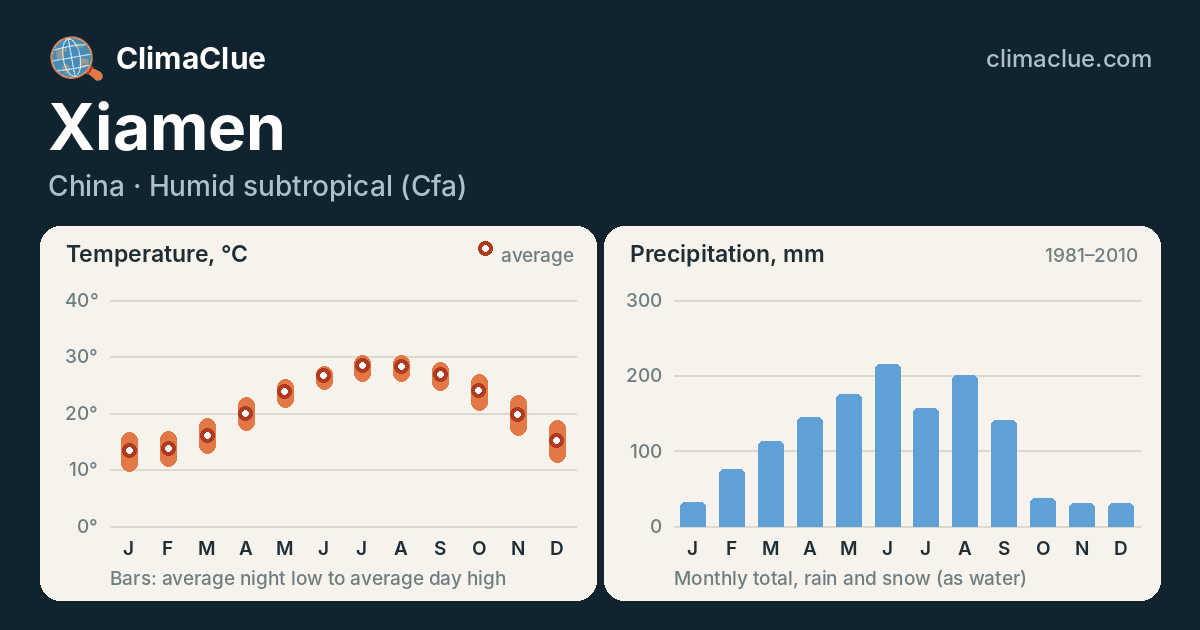 ClimaClue
climaclue.com
Xiamen
China · Humid subtropical (Cfa)
Temperature, °C
average
40°
30°
20°
10°
0°
J F M A M J J A S O N D
Bars: average night low to average day high
Precipitation, mm
1981–2010
300
200
100
0
J F M A M J J A S O N D
Monthly total, rain and snow (as water)